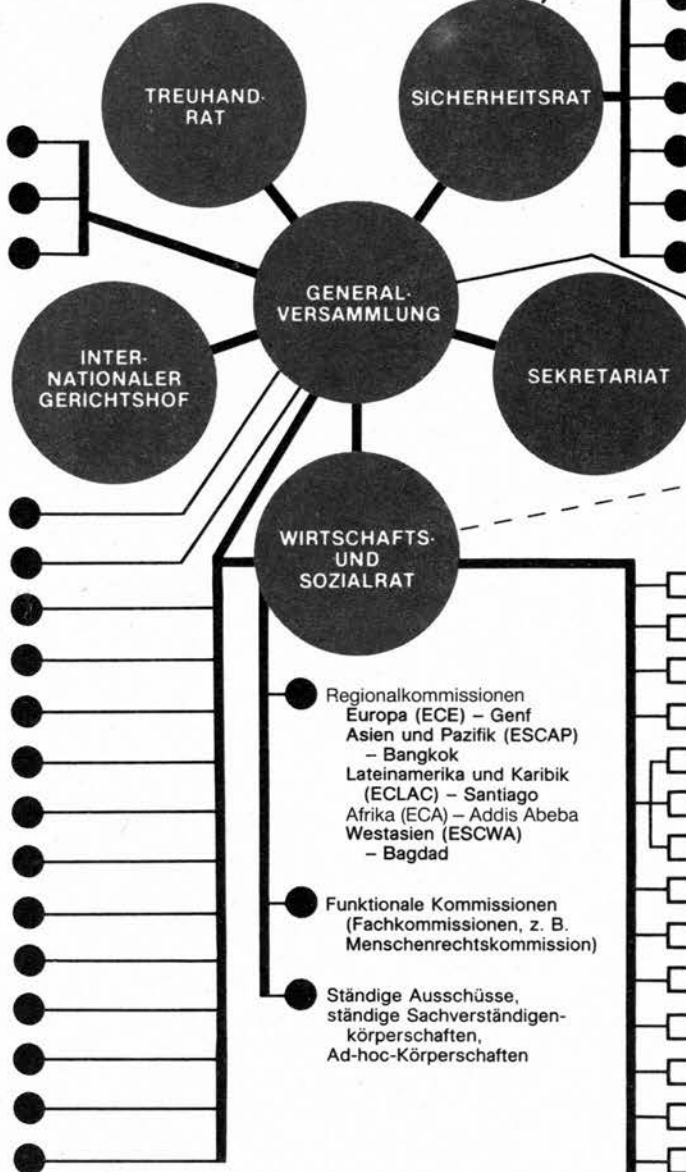 TREUHAND-
RAT
SICHERHEITSRAT
GENERAL-
VERSAMMLUNG
INTER-
NATIONALER
GERICHTSHOF
SEKRETARIAT
WIRTSCHAFTS-
UND
SOZIALRAT
Regionalkommissionen
Europa (ECE) – Genf
Asien und Pazifik (ESCAP)
– Bangkok
Lateinamerika und Karibik
(ECLAC) – Santiago
Afrika (ECA) – Addis Abeba
Westasien (ESCWA)
– Bagdad
Funktionale Kommissionen
(Fachkommissionen, z. B.
Menschenrechtskommission)
Ständige Ausschüsse,
ständige Sachverständigen-
körperschaften,
Ad-hoc-Körperschaften